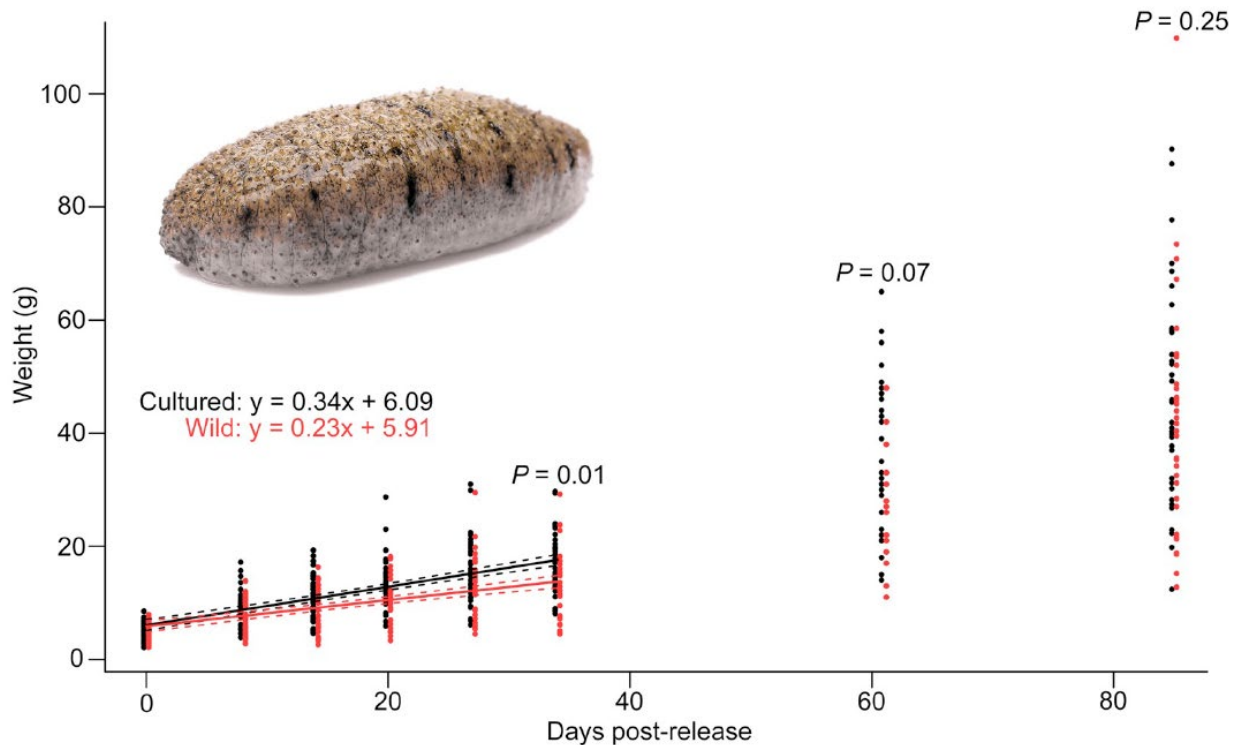 P = 0.25
100
80
P = 0.07
60
Weight (g)
Cultured: y = 0.34x + 6.09
Wild: y = 0.23x + 5.91
40
P = 0.01
20
0
0 20 40 60 80
Days post-release